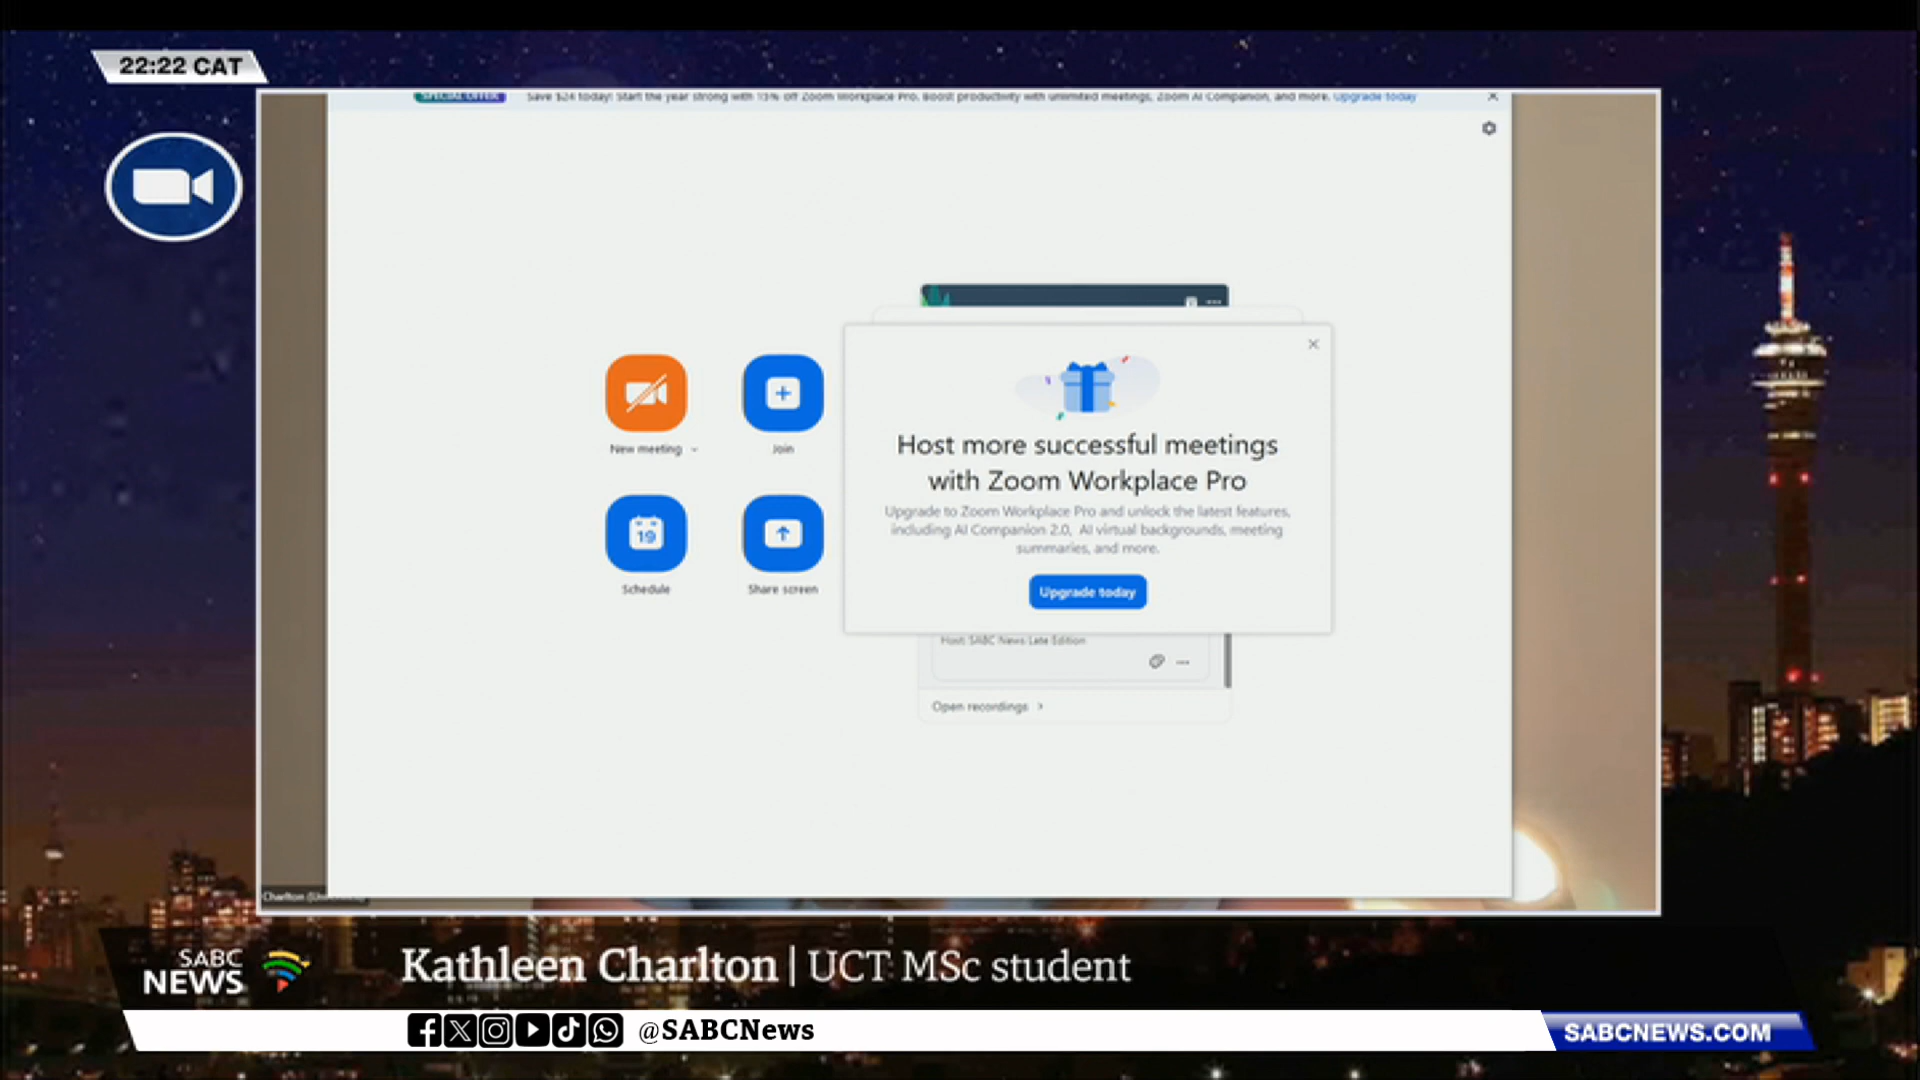 22:22 CAT
SPECIAL OFFER
Save $24 today! Start the year strong with 15% off Zoom Workplace Pro. Boost productivity with unlimited meetings, Zoom AI Companion, and more. Upgrade today
Host more successful meetings
with Zoom Workplace Pro
Upgrade to Zoom Workplace Pro and unlock the latest features,
including AI Companion 2.0, AI virtual backgrounds, meeting
summaries, and more.
Upgrade today
New meeting
Join
19
Schedule
Share screen
Host: SABC News Late Edition
Open recordings
Charlton
SABC
NEWS
Kathleen Charlton | UCT MSc student
@SABCNews
SABCNEWS.COM